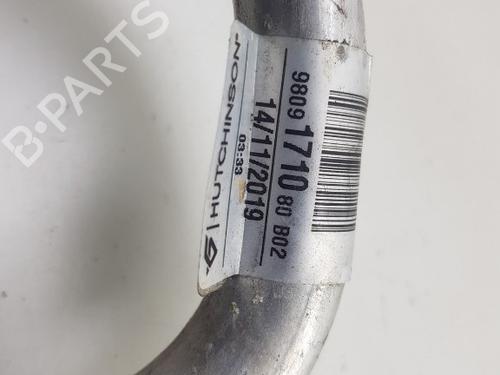 B-PARTS
HUTCHINSON
03:33
14/11/2019
9809 1710 80 B02